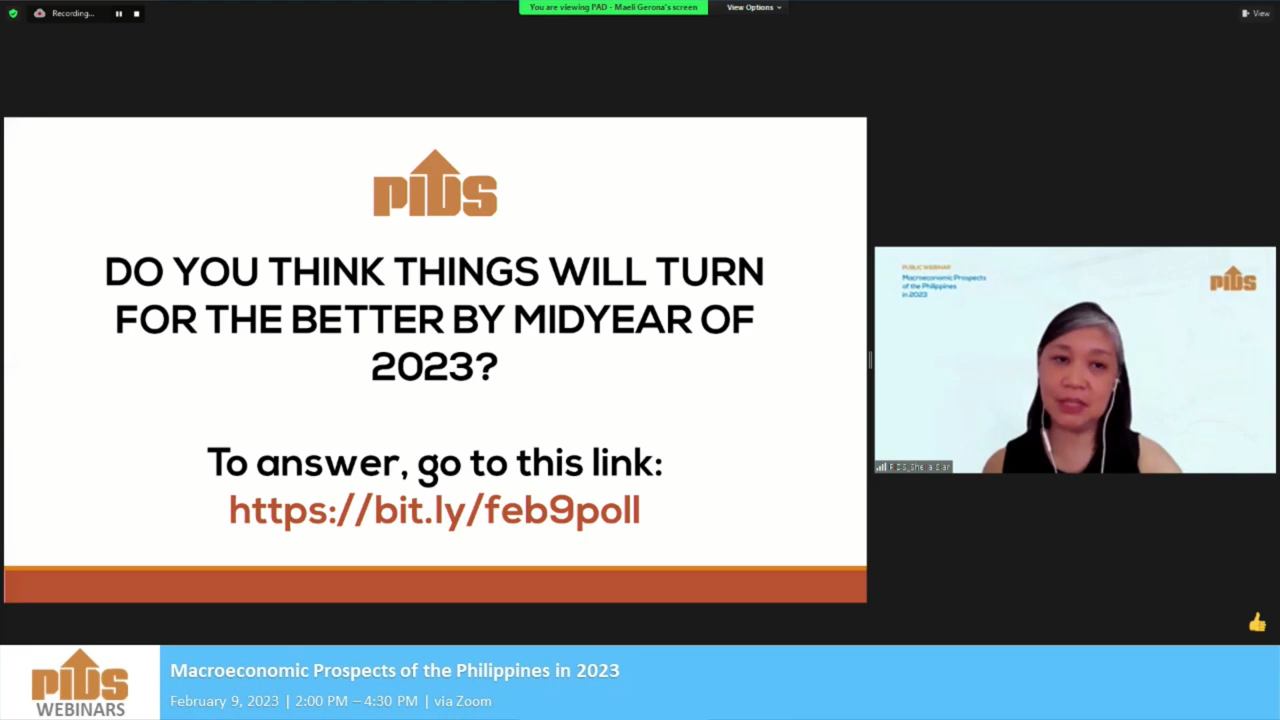 Recording...
You are viewing PAD - Maeli Gerona's screen
View Options
View
PIDS
DO YOU THINK THINGS WILL TURN
FOR THE BETTER BY MIDYEAR OF
2023?
To answer, go to this link:
https://bit.ly/feb9poll
PUBLIC WEBINAR
Macroeconomic Prospects
of the Philippines
in 2023
PIDS
PIDS
WEBINARS
Macroeconomic Prospects of the Philippines in 2023
February 9, 2023 | 2:00 PM – 4:30 PM | via Zoom